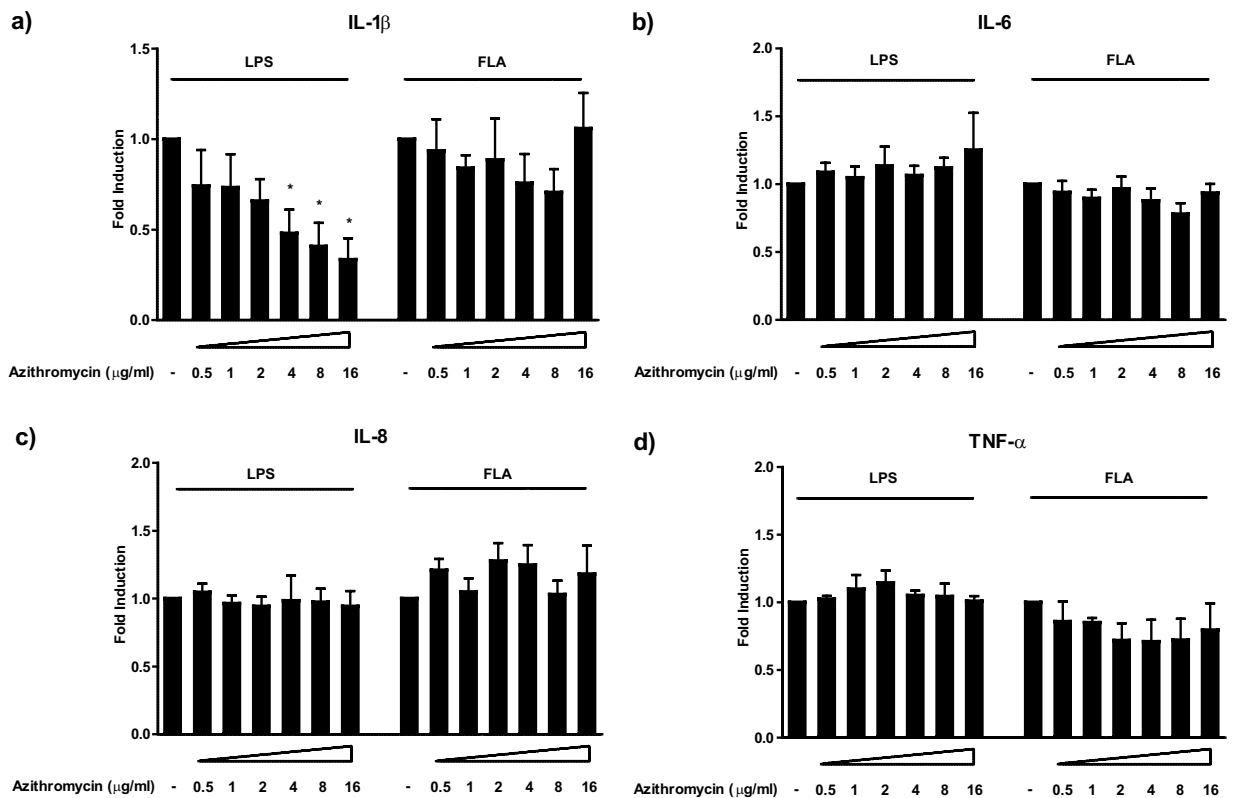 a)
IL-1β
1.5
1.0
0.5
0.0
Fold Induction
LPS
FLA
Azithromycin (μg/ml) - 0.5 1 2 4 8 16 - 0.5 1 2 4 8 16
* * *
b)
IL-6
2.0
1.5
1.0
0.5
0.0
Fold Induction
LPS
FLA
Azithromycin (μg/ml) - 0.5 1 2 4 8 16 - 0.5 1 2 4 8 16
c)
IL-8
2.0
1.5
1.0
0.5
0.0
Fold Induction
LPS
FLA
Azithromycin (μg/ml) - 0.5 1 2 4 8 16 - 0.5 1 2 4 8 16
d)
TNF-α
2.0
1.5
1.0
0.5
0.0
Fold Induction
LPS
FLA
Azithromycin (μg/ml) - 0.5 1 2 4 8 16 - 0.5 1 2 4 8 16